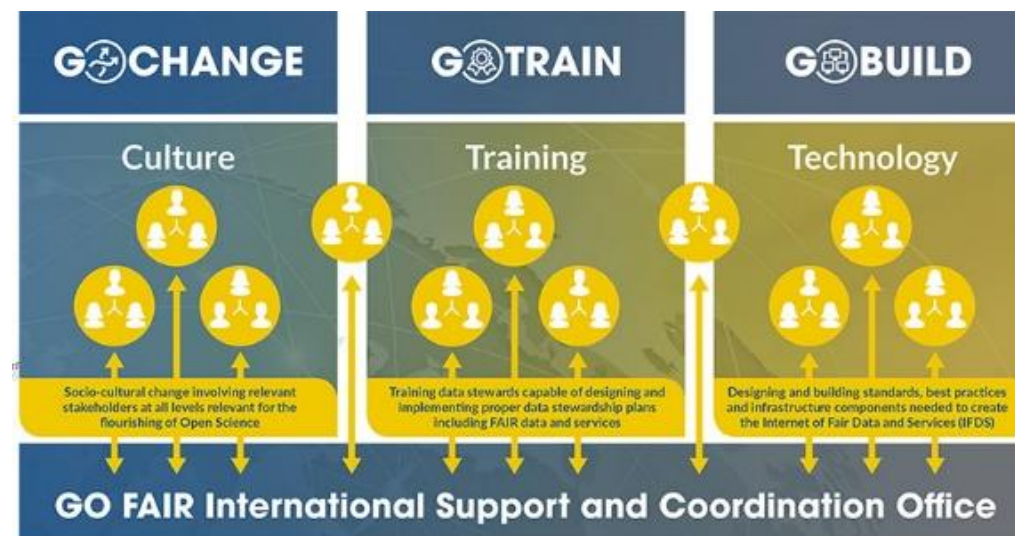 GO CHANGE
GO TRAIN
GO BUILD
Culture
Training
Technology
Socio-cultural change involving relevant
stakeholders at all levels relevant for the
flourishing of Open Science
Training data stewards capable of designing and
implementing proper data stewardship plans
including FAIR data and services
Designing and building standards, best practices
and infrastructure components needed to create
the Internet of Fair Data and Services (IFDS)
GO FAIR International Support and Coordination Office